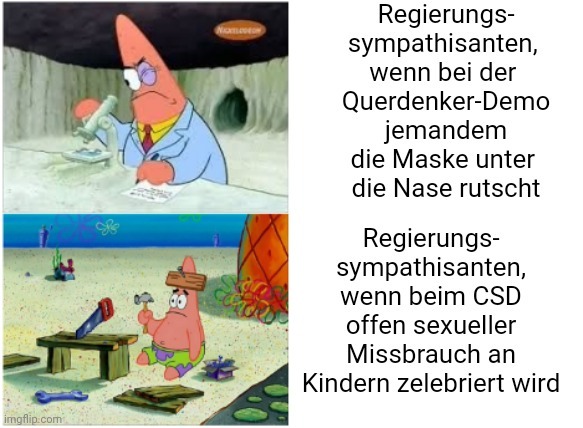 NICKELODEON
Regierungs-
sympathisanten,
wenn bei der
Querdenker-Demo
jemandem
die Maske unter
die Nase rutscht
Regierungs-
sympathisanten,
wenn beim CSD
offen sexueller
Missbrauch an
Kindern zelebriert wird
imgflip.com